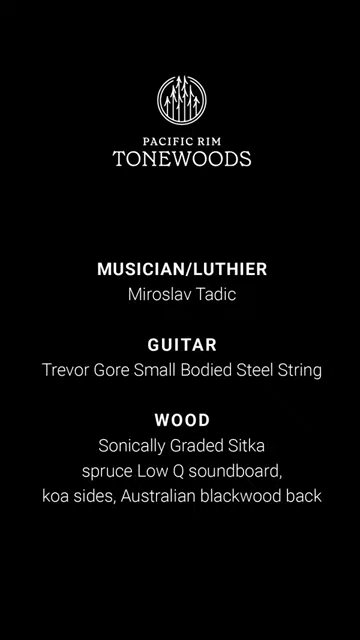 PACIFIC RIM
TONEWOODS
MUSICIAN/LUTHIER
Miroslav Tadic
GUITAR
Trevor Gore Small Bodied Steel String
WOOD
Sonically Graded Sitka
spruce Low Q soundboard,
koa sides, Australian blackwood back